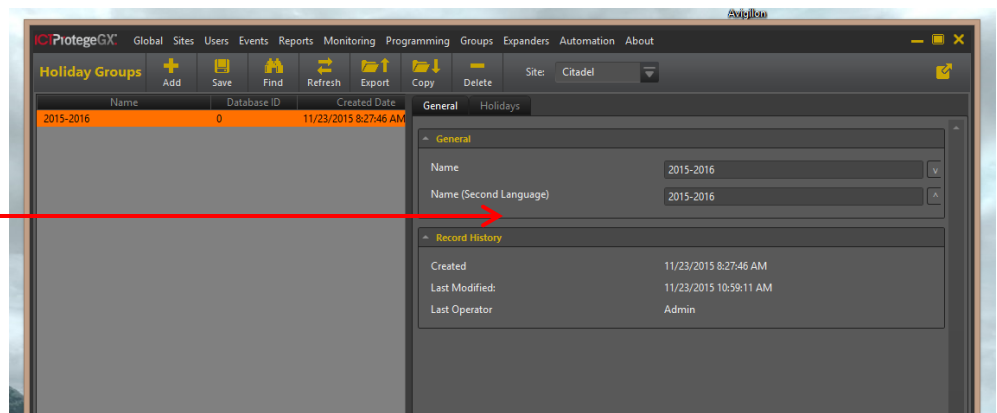 Avigilon
ICTProtegeGX Global Sites Users Events Reports Monitoring Programming Groups Expanders Automation About
Holiday Groups Add Save Find Refresh Export Copy Delete Site: Citadel
Name Database ID Created Date
2015-2016 0 11/23/2015 8:27:46 AM
General Holidays
General
Name 2015-2016
Name (Second Language) 2015-2016
Record History
Created 11/23/2015 8:27:46 AM
Last Modified: 11/23/2015 10:59:11 AM
Last Operator Admin